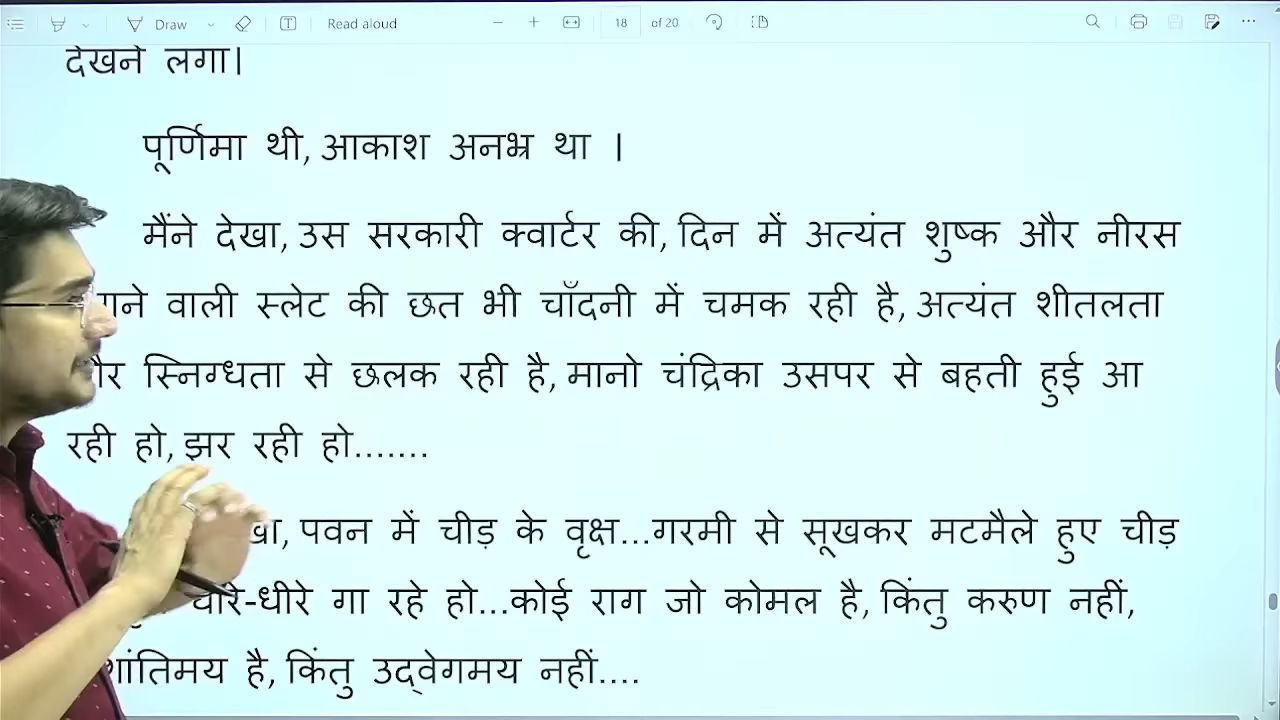 Draw
Read aloud
18 of 20
देखने लगा।
पूर्णिमा थी, आकाश अनभ्र था ।
मैंने देखा, उस सरकारी क्वार्टर की, दिन में अत्यंत शुष्क और नीरस
वाली स्लेट की छत भी चाँदनी में चमक रही है, अत्यंत शीतलता
स्निग्धता से छलक रही है, मानो चंद्रिका उसपर से बहती हुई आ
रही हो, झर रही हो.......
पवन में चीड़ के वृक्ष...गरमी से सूखकर मटमैले हुए चीड़
धीरे-धीरे गा रहे हो...कोई राग जो कोमल है, किंतु करुण नहीं,
शांतिमय है, किंतु उद्वेगमय नहीं....